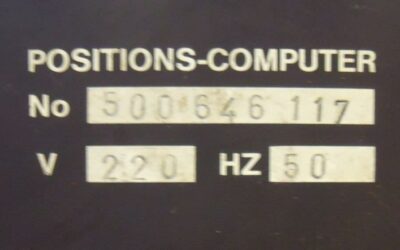 POSITIONS-COMPUTER
No 500 646 117
V 220 HZ 50